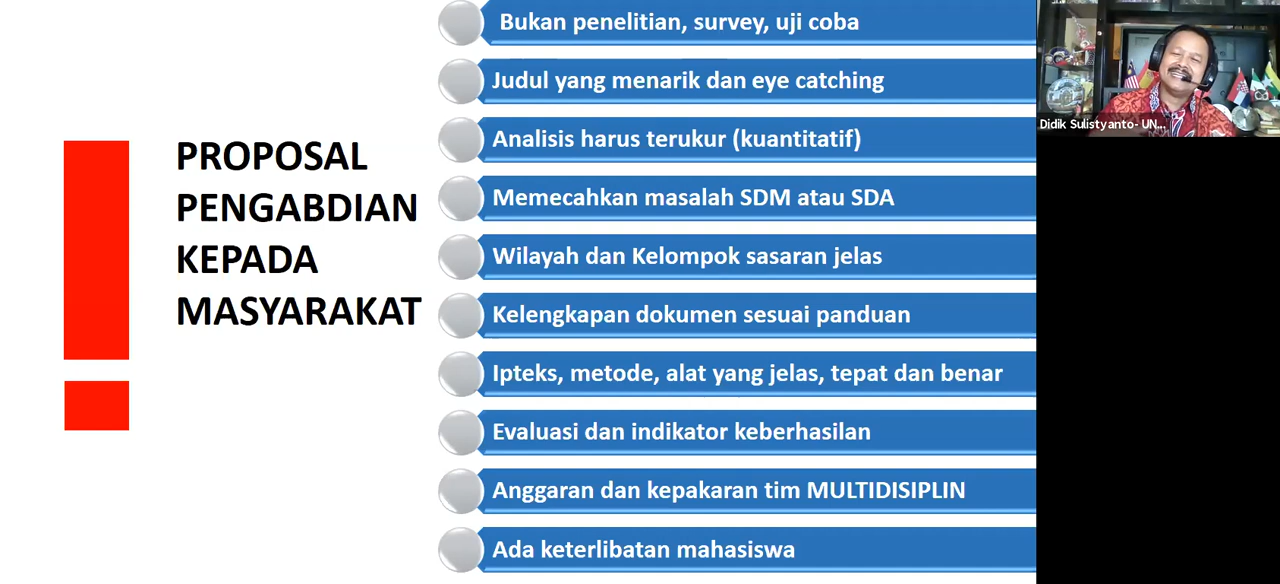 PROPOSAL
PENGABDIAN
KEPADA
MASYARAKAT
Bukan penelitian, survey, uji coba
Judul yang menarik dan eye catching
Analisis harus terukur (kuantitatif)
Memecahkan masalah SDM atau SDA
Wilayah dan Kelompok sasaran jelas
Kelengkapan dokumen sesuai panduan
Ipteks, metode, alat yang jelas, tepat dan benar
Evaluasi dan indikator keberhasilan
Anggaran dan kepakaran tim MULTIDISIPLIN
Ada keterlibatan mahasiswa
Didik Sulistyanto- UN...